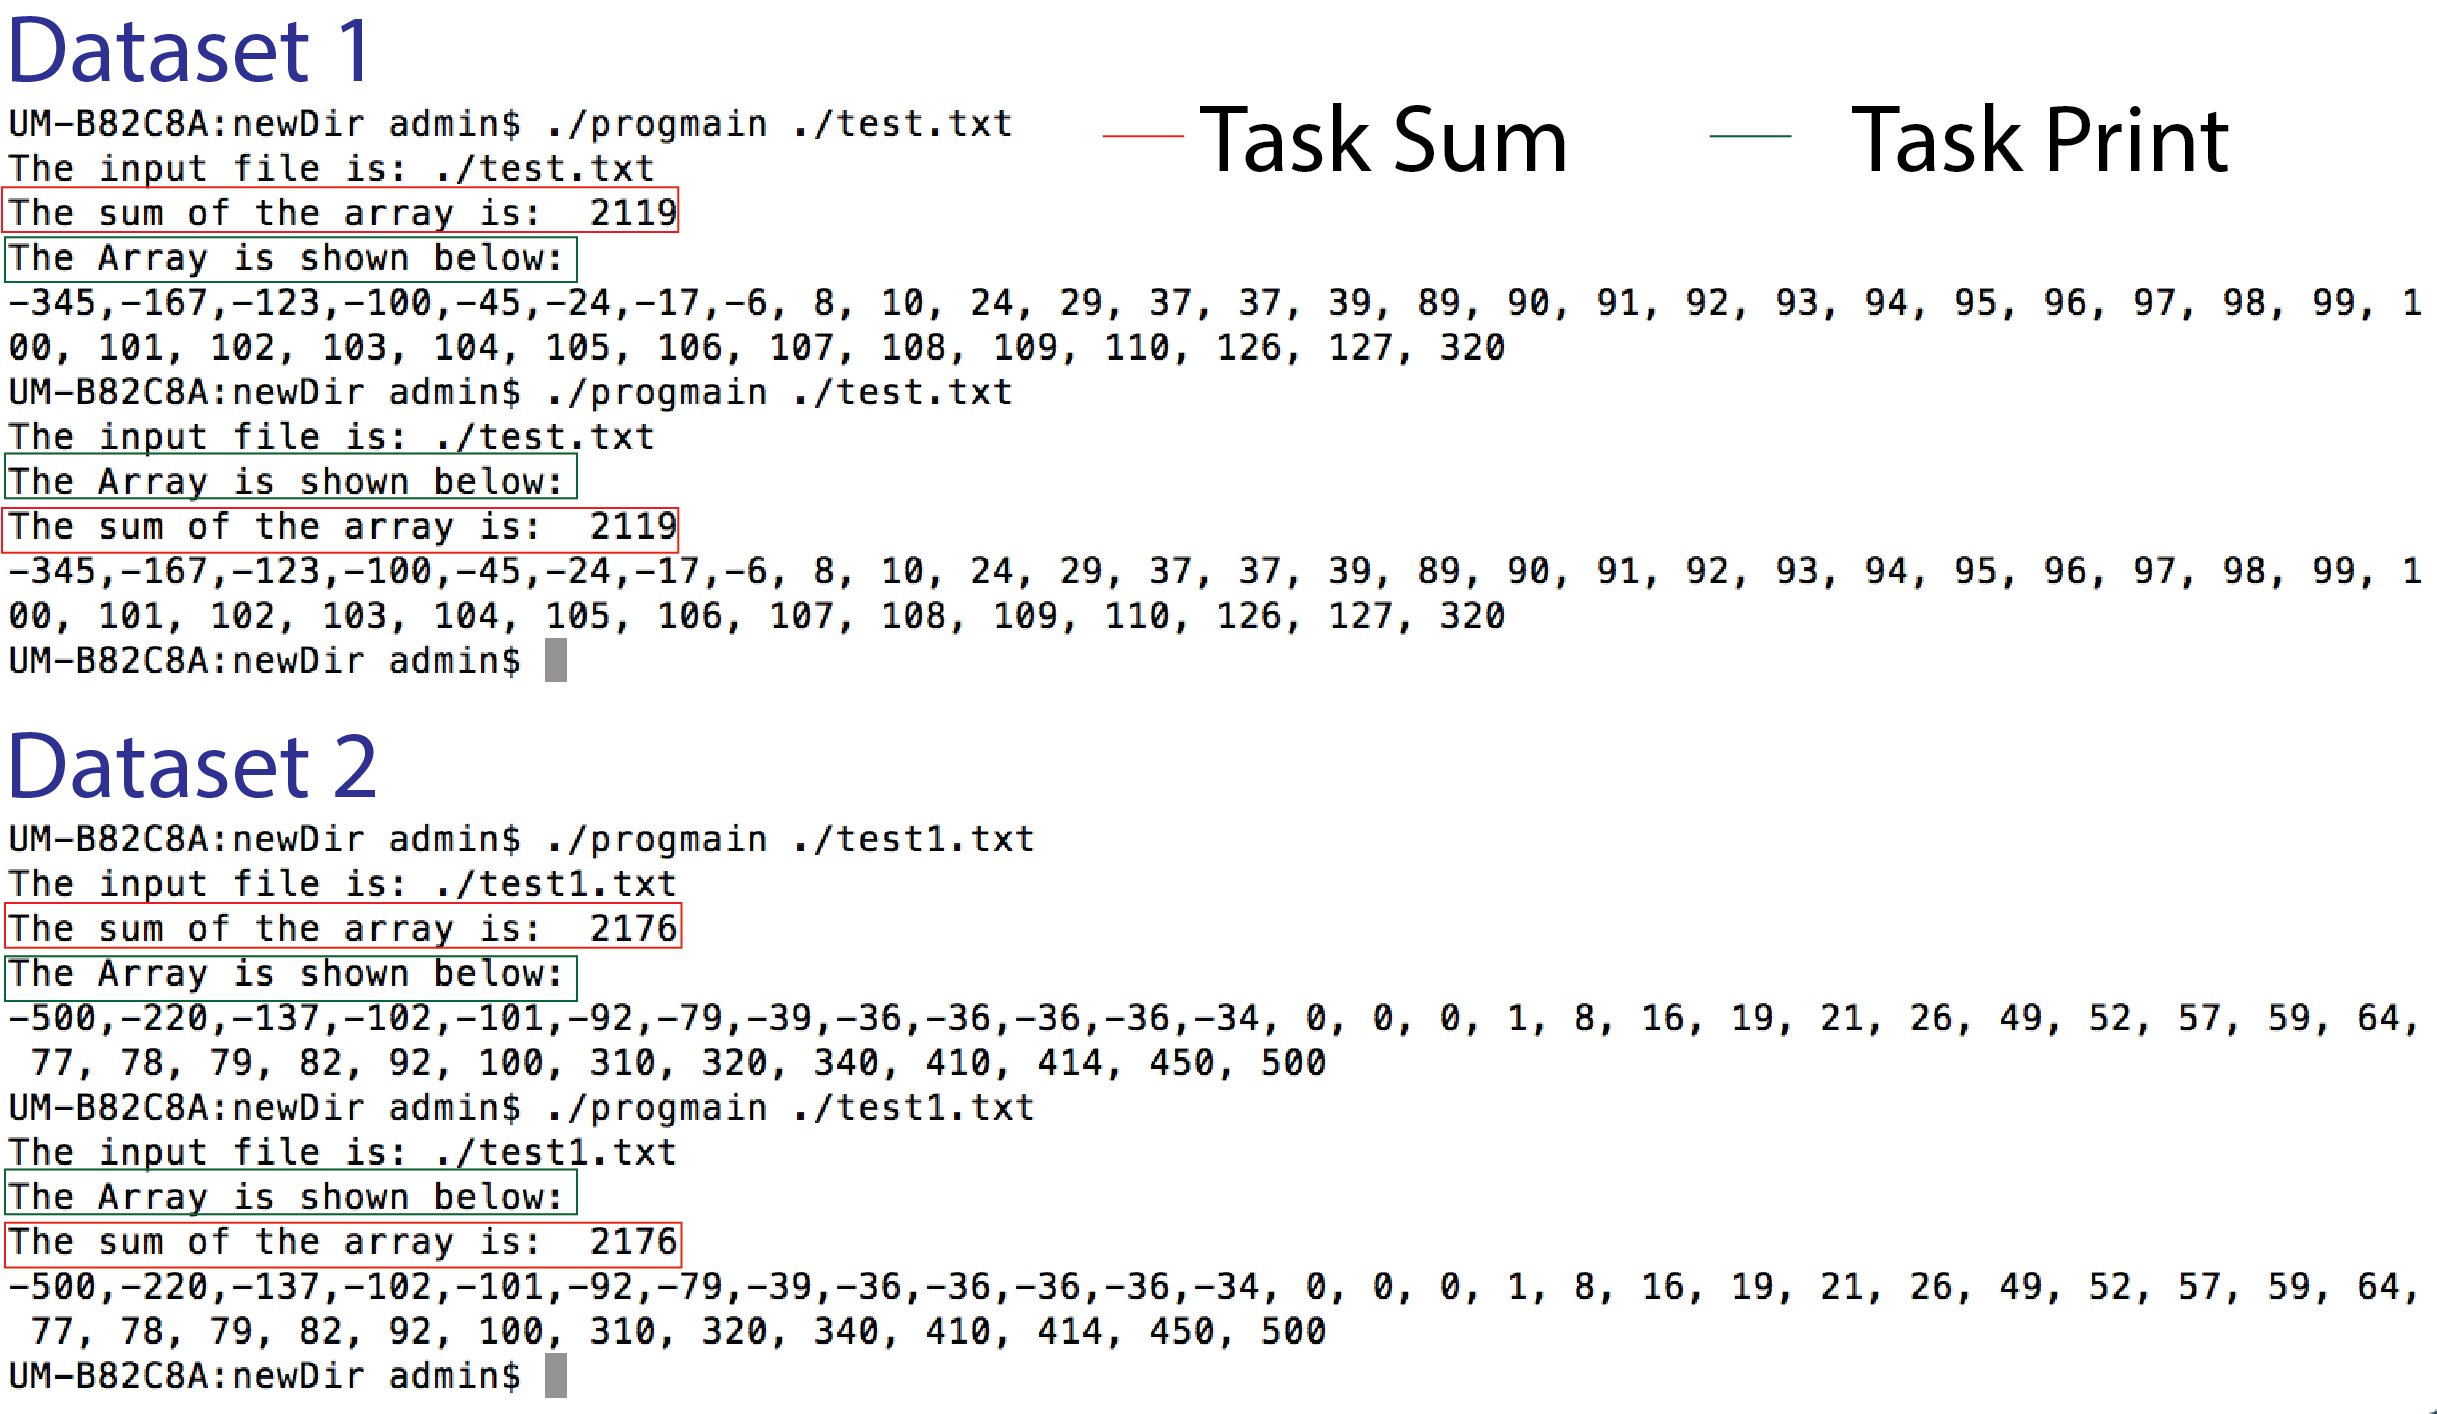 Dataset 1
UM-B82C8A:newDir admin$ ./progmain ./test.txt
Task Sum
Task Print
The input file is: ./test.txt
The sum of the array is:  2119
The Array is shown below:
-345,-167,-123,-100,-45,-24,-17,-6, 8, 10, 24, 29, 37, 37, 39, 89, 90, 91, 92, 93, 94, 95, 96, 97, 98, 99, 1
00, 101, 102, 103, 104, 105, 106, 107, 108, 109, 110, 126, 127, 320
UM-B82C8A:newDir admin$ ./progmain ./test.txt
The input file is: ./test.txt
The Array is shown below:
The sum of the array is:  2119
-345,-167,-123,-100,-45,-24,-17,-6, 8, 10, 24, 29, 37, 37, 39, 89, 90, 91, 92, 93, 94, 95, 96, 97, 98, 99, 1
00, 101, 102, 103, 104, 105, 106, 107, 108, 109, 110, 126, 127, 320
UM-B82C8A:newDir admin$
Dataset 2
UM-B82C8A:newDir admin$ ./progmain ./test1.txt
The input file is: ./test1.txt
The sum of the array is:  2176
The Array is shown below:
-500,-220,-137,-102,-101,-92,-79,-39,-36,-36,-36,-36,-34, 0, 0, 0, 1, 8, 16, 19, 21, 26, 49, 52, 57, 59, 64,
 77, 78, 79, 82, 92, 100, 310, 320, 340, 410, 414, 450, 500
UM-B82C8A:newDir admin$ ./progmain ./test1.txt
The input file is: ./test1.txt
The Array is shown below:
The sum of the array is:  2176
-500,-220,-137,-102,-101,-92,-79,-39,-36,-36,-36,-36,-34, 0, 0, 0, 1, 8, 16, 19, 21, 26, 49, 52, 57, 59, 64,
 77, 78, 79, 82, 92, 100, 310, 320, 340, 410, 414, 450, 500
UM-B82C8A:newDir admin$